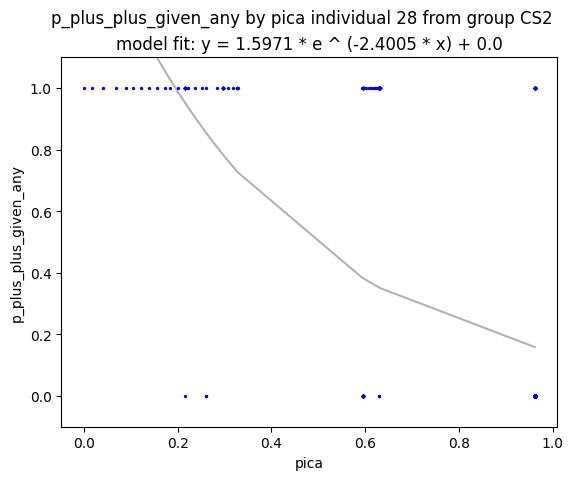 p_plus_plus_given_any by pica individual 28 from group CS2
model fit: y = 1.5971 * e ^ (-2.4005 * x) + 0.0
1.0
0.8
0.6
0.4
0.2
0.0
p_plus_plus_given_any
0.0 0.2 0.4 0.6 0.8 1.0
pica